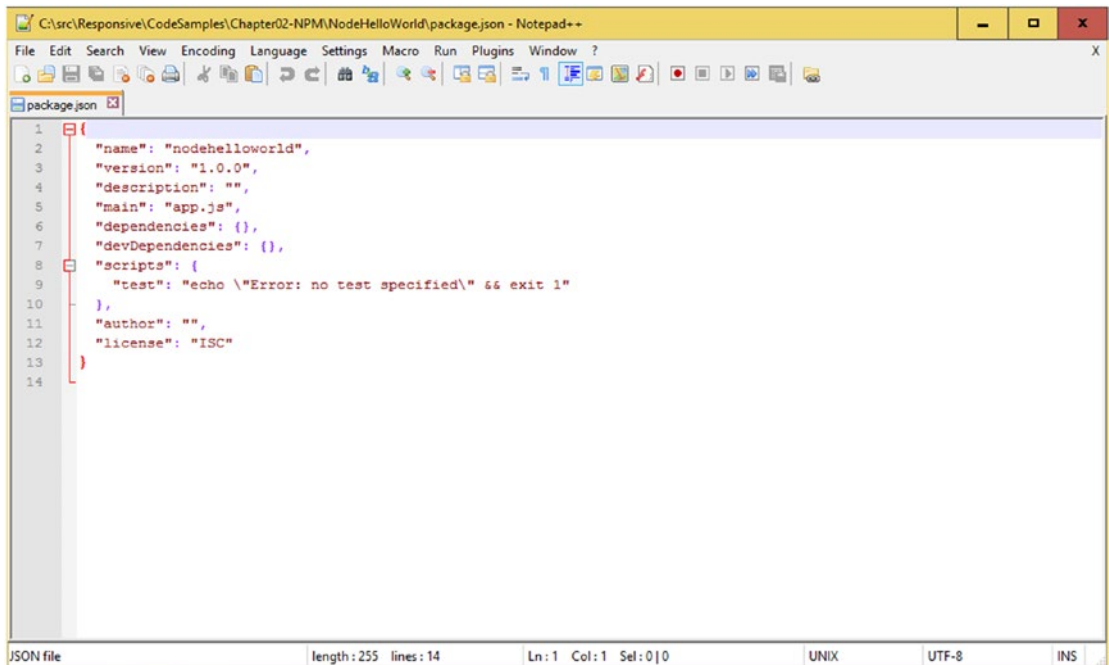 C:\src\Responsive\CodeSamples\Chapter02-NPM\NodeHelloWorld\package.json - Notepad++
File Edit Search View Encoding Language Settings Macro Run Plugins Window ? X
package.json
1 {
2 "name": "nodehelloworld",
3 "version": "1.0.0",
4 "description": "",
5 "main": "app.js",
6 "dependencies": {},
7 "devDependencies": {},
8 "scripts": {
9 "test": "echo \"Error: no test specified\" && exit 1"
10 },
11 "author": "",
12 "license": "ISC"
13 }
14
JSON file length : 255 lines : 14 Ln : 1 Col : 1 Sel : 0 | 0 UNIX UTF-8 INS